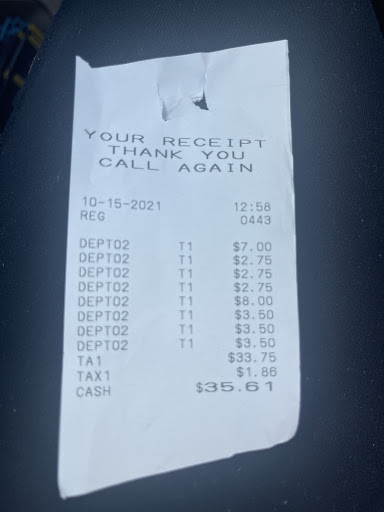 YOUR RECEIPT
THANK YOU
CALL AGAIN
10-15-2021 12:58
REG 0443
DEPT02 T1 $7.00
DEPT02 T1 $2.75
DEPT02 T1 $2.75
DEPT02 T1 $2.75
DEPT02 T1 $8.00
DEPT02 T1 $3.50
DEPT02 T1 $3.50
DEPT02 T1 $3.50
TA1 $33.75
TAX1 $1.86
CASH $35.61